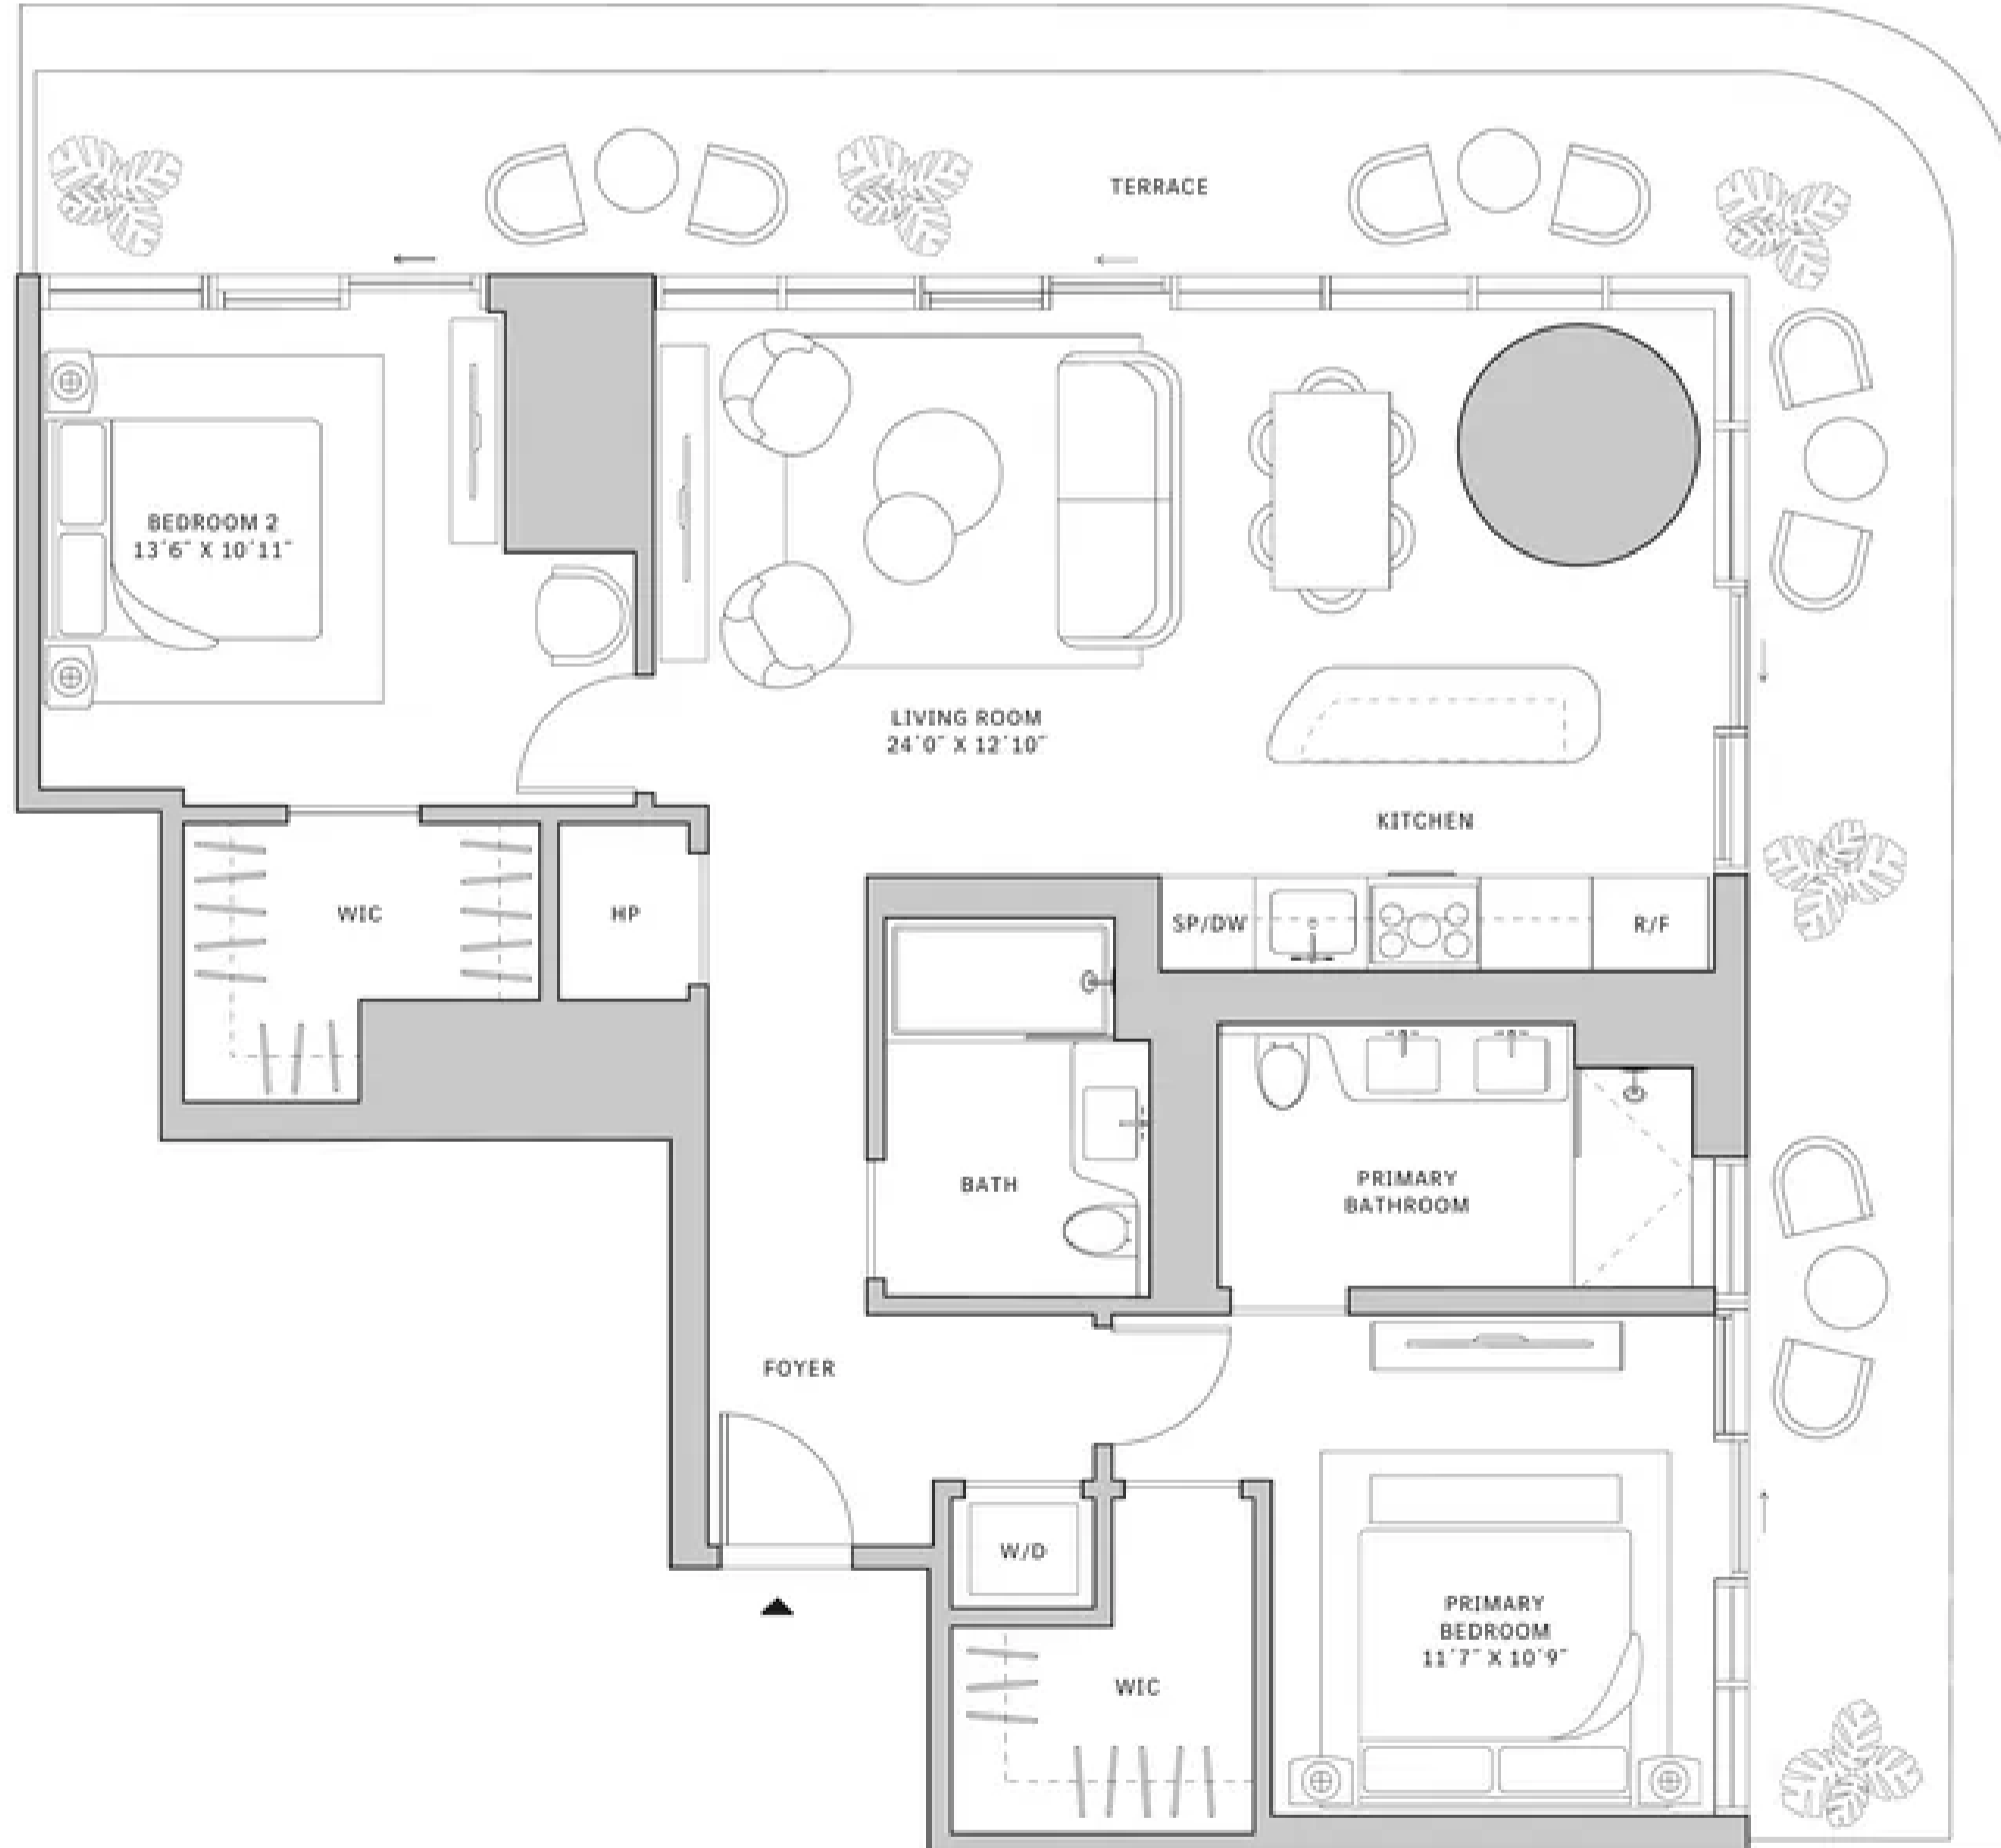 TERRACE
BEDROOM 2
13´6˝ X 10´11˝
LIVING ROOM
24´0˝ X 12´10˝
KITCHEN
WIC
HP
SP/DW
R/F
BATH
PRIMARY
BATHROOM
FOYER
W/D
PRIMARY
BEDROOM
11´7˝ X 10´9˝
WIC